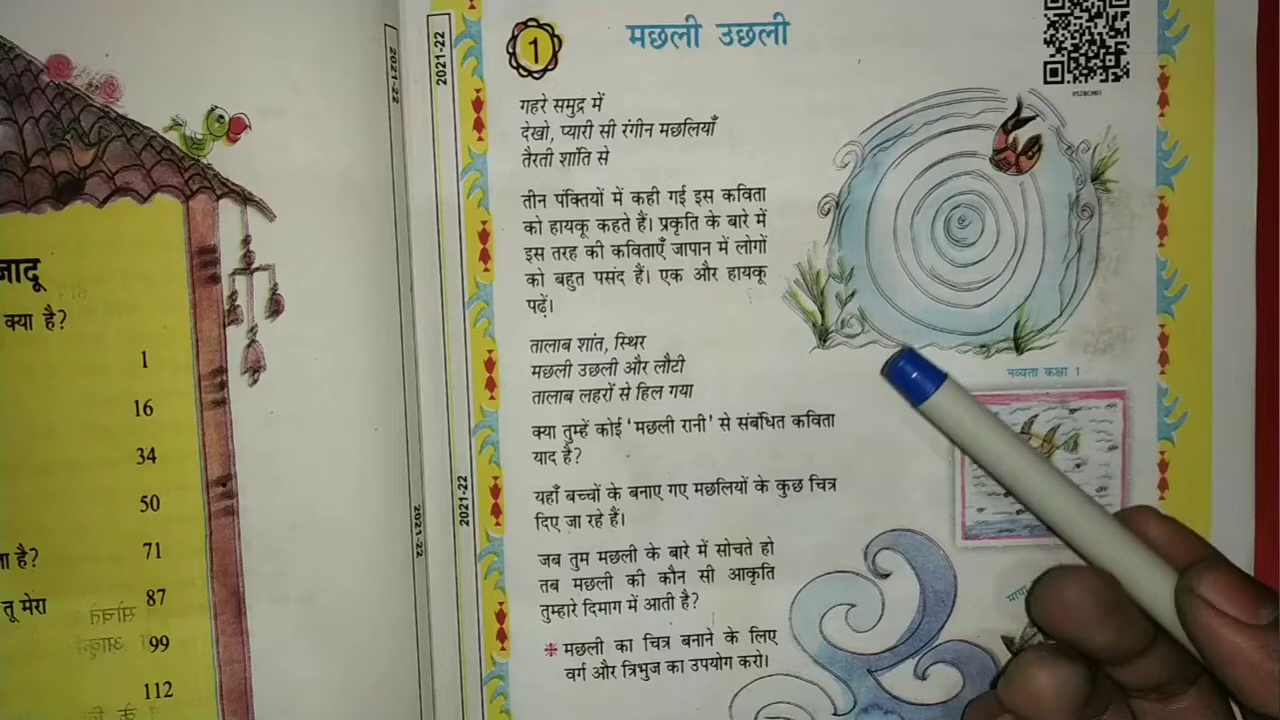 जादू
क्या है?
1
16
34
50
71
87
99
112
ा है?
तू मेरा
2021-22
2021-22
2021-22
2021-22
1
मछली उछली
गहरे समुद्र में
देखो, प्यारी सी रंगीन मछलियाँ
तैरती शांति से
तीन पंक्तियों में कही गई इस कविता
को हायकू कहते हैं। प्रकृति के बारे में
इस तरह की कविताएँ जापान में लोगों
को बहुत पसंद हैं। एक और हायकू
पढ़ें।
तालाब शांत, स्थिर
मछली उछली और लौटी
तालाब लहरों से हिल गया
क्या तुम्हें कोई 'मछली रानी' से संबंधित कविता
याद है?
यहाँ बच्चों के बनाए गए मछलियों के कुछ चित्र
दिए जा रहे हैं।
जब तुम मछली के बारे में सोचते हो
तब मछली की कौन सी आकृति
तुम्हारे दिमाग में आती है?
मछली का चित्र बनाने के लिए
वर्ग और त्रिभुज का उपयोग करो।
नव्यता कक्षा 1